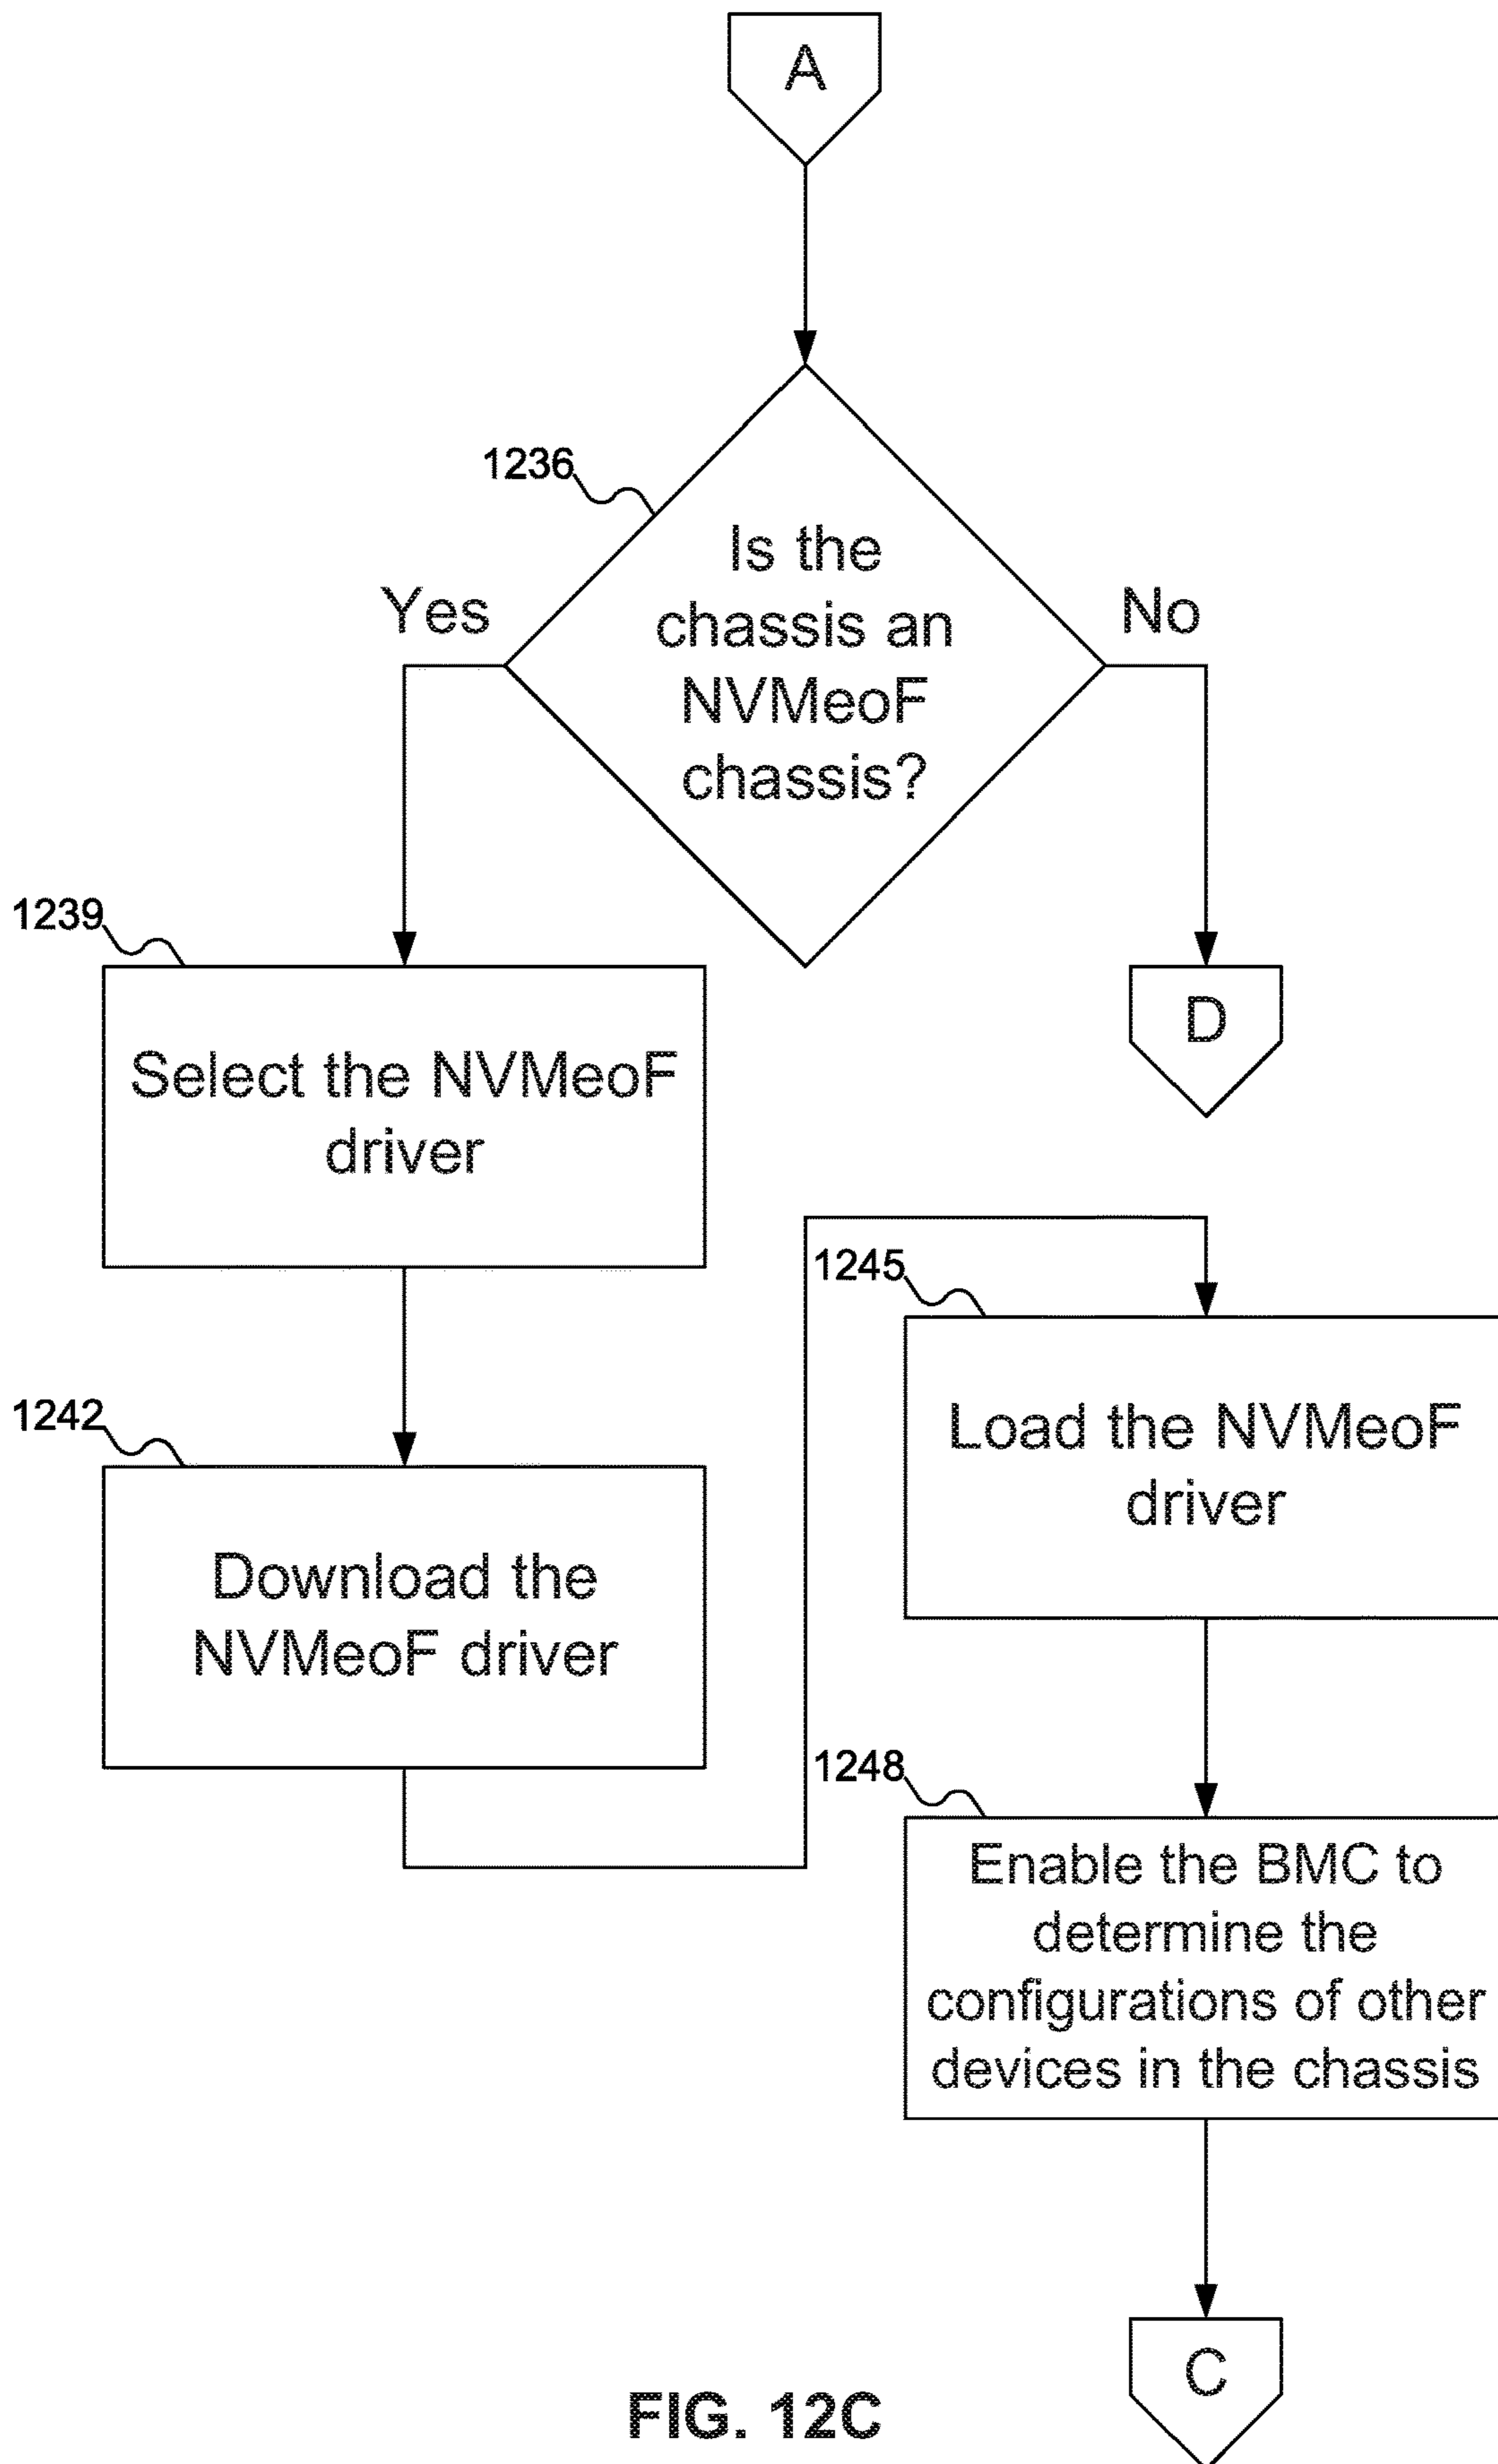 A
1236
Is the
chassis an
NVMeoF
chassis?
Yes
No
1239
Select the NVMeoF
driver
D
1242
Download the
NVMeoF driver
1245
Load the NVMeoF
driver
1248
Enable the BMC to
determine the
configurations of other
devices in the chassis
C
FIG. 12C